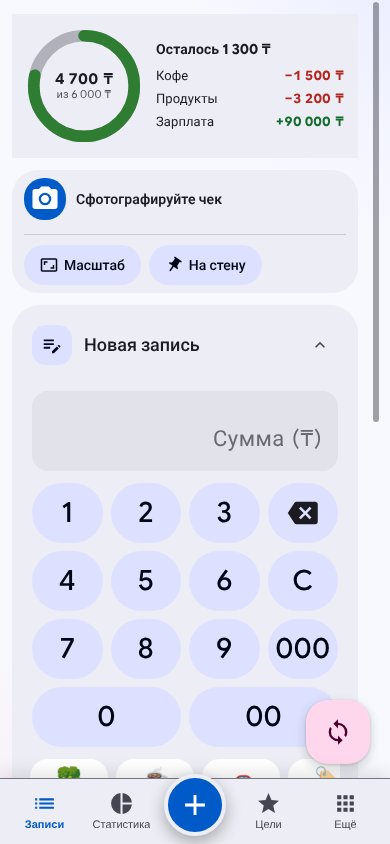 4 700 ₸
из 6 000 ₸
Осталось 1 300 ₸
Кофе −1 500 ₸
Продукты −3 200 ₸
Зарплата +90 000 ₸
Сфотографируйте чек
Масштаб На стену
Новая запись
Сумма (₸)
1 2 3
4 5 6 C
7 8 9 000
0 00
Записи Статистика Цели Ещё